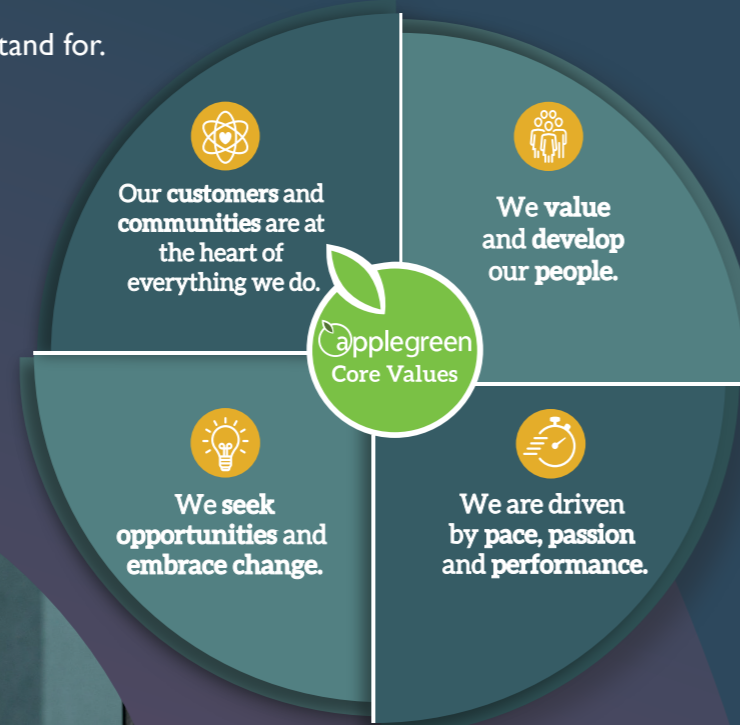 tand for.
Our customers and
communities are at
the heart of
everything we do.
We value
and develop
our people.
applegreen
Core Values
We seek
opportunities and
embrace change.
We are driven
by pace, passion
and performance.